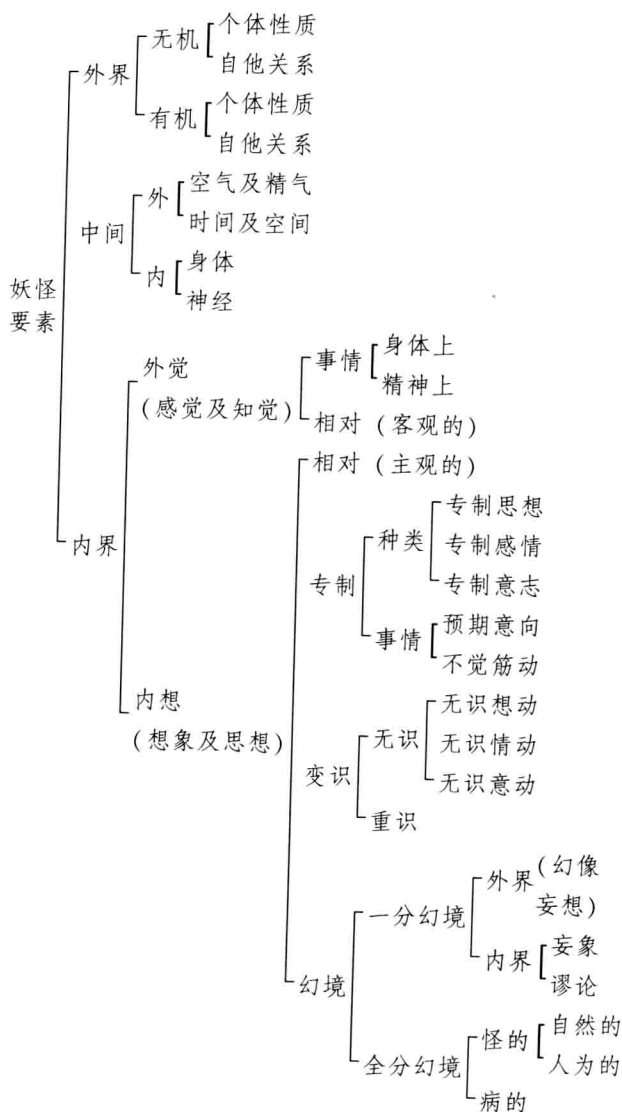 无机
个体性质
自他关系
外界
有机
个体性质
自他关系
中间
外
空气及精气
时间及空间
内
身体
神经
妖怪
要素
外觉
(感觉及知觉)
事情
身体上
精神上
相对 (客观的)
内界
相对 (主观的)
专制
种类
专制思想
专制感情
专制意志
事情
预期意向
不觉筋动
内想
(想象及思想)
变识
无识
无识想动
无识情动
无识意动
重识
幻境
一分幻境
外界
(幻像
妄想)
内界
妄象
谬论
全分幻境
怪的
自然的
人为的
病的